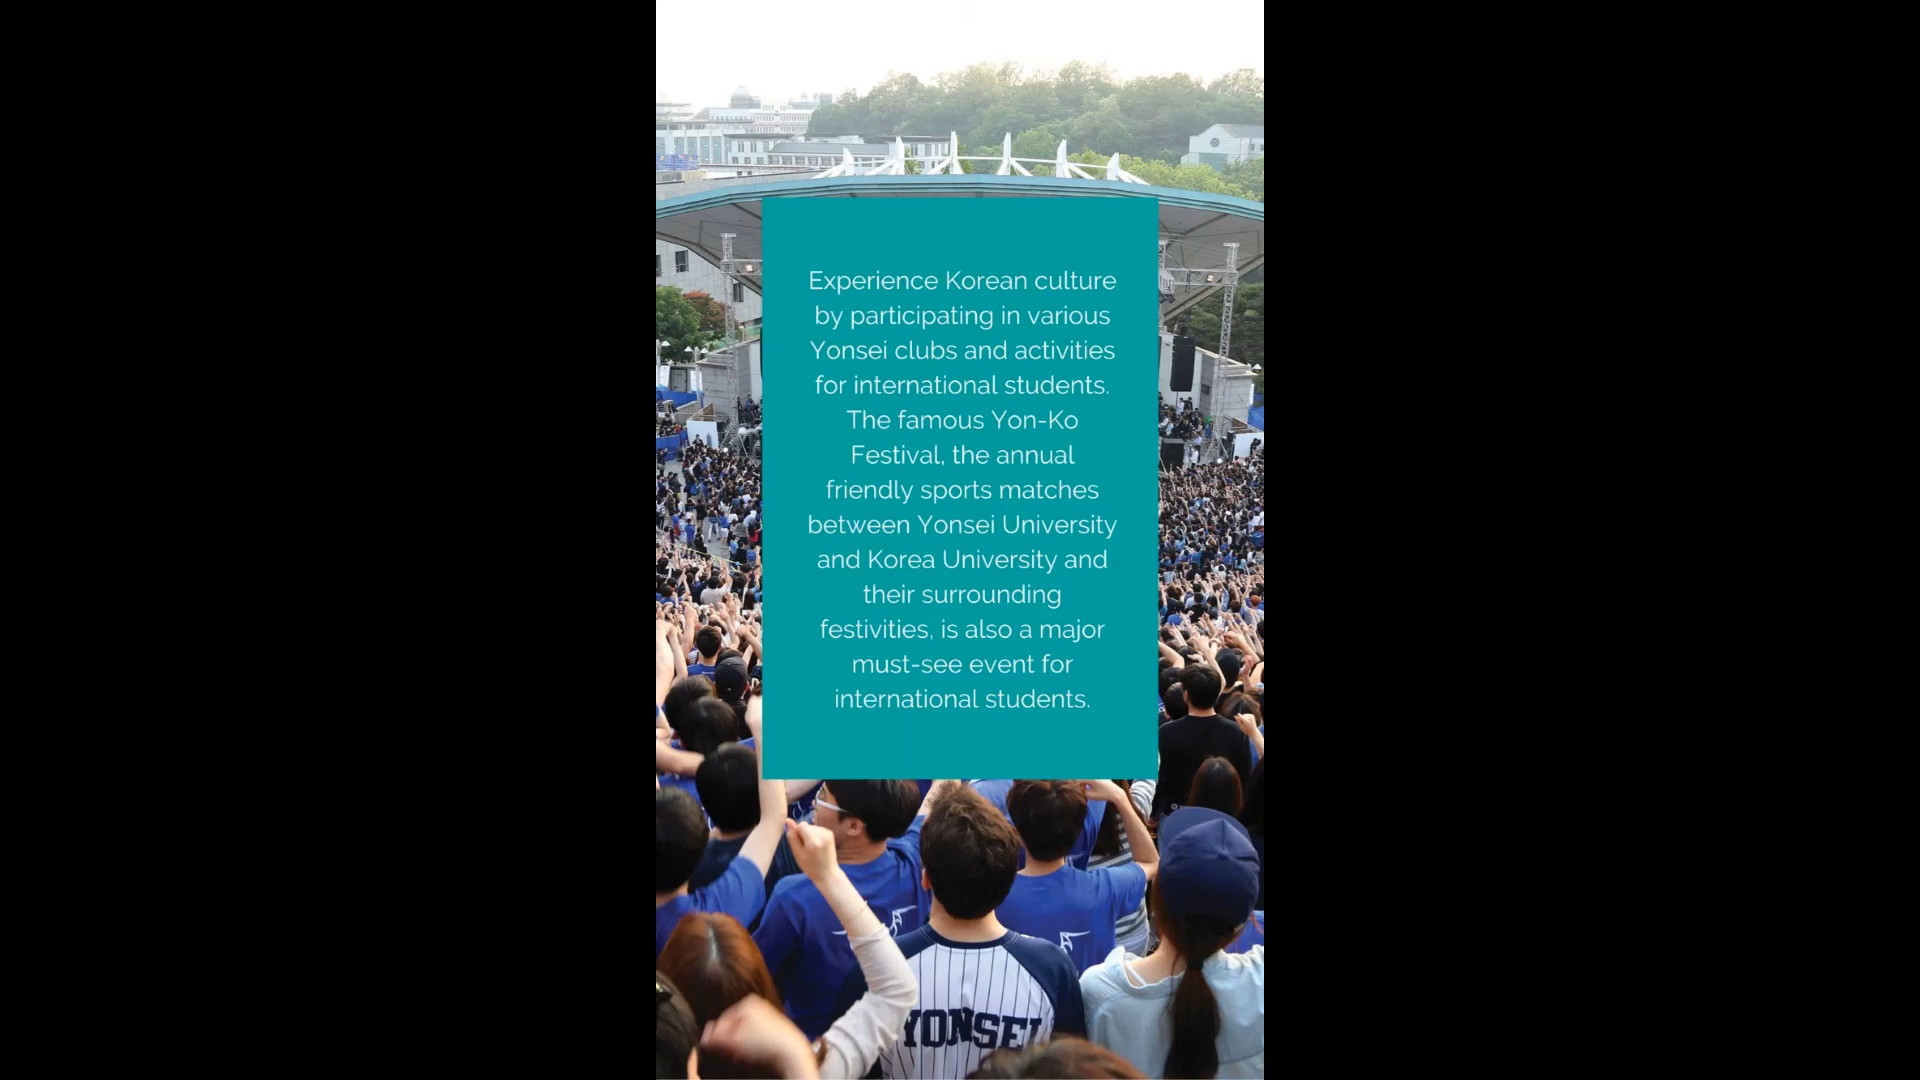 Experience Korean culture
by participating in various
Yonsei clubs and activities
for international students.
The famous Yon-Ko
Festival, the annual
friendly sports matches
between Yonsei University
and Korea University and
their surrounding
festivities, is also a major
must-see event for
international students.
YONSEI